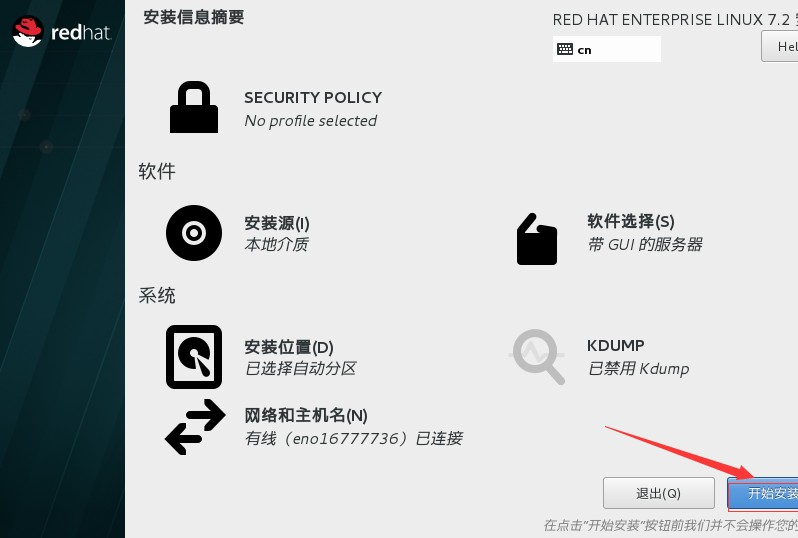 redhat
安装信息摘要
RED HAT ENTERPRISE LINUX 7.2
cn
Hel
SECURITY POLICY
No profile selected
软件
安装源(I)
本地介质
软件选择(S)
带 GUI 的服务器
系统
安装位置(D)
已选择自动分区
KDUMP
已禁用 Kdump
网络和主机名(N)
有线（eno16777736）已连接
退出(Q)
开始安装
在点击“开始安装”按钮前我们并不会操作您的